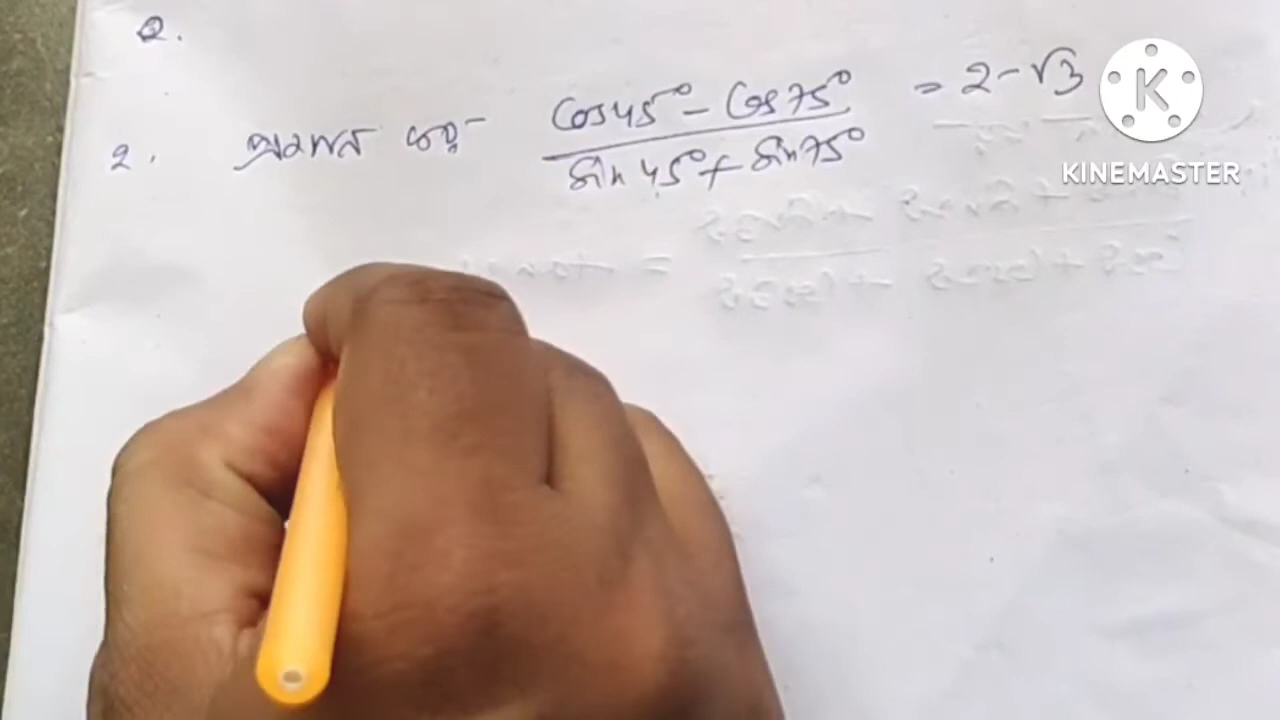 Q.
2. প্রমাণ কর- cos45° - cos75° = 2 - √3
sin45° + sin75°
K
KINEMASTER